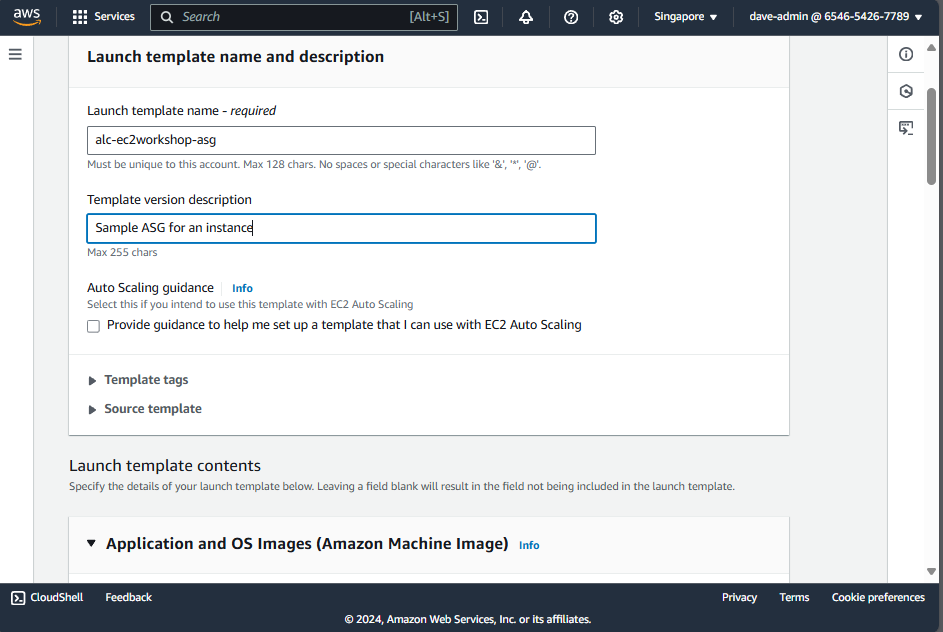 aws Services Search [Alt+S] Singapore ▼ dave-admin @ 6546-5426-7789 ▼
Launch template name and description
Launch template name - required
alc-ec2workshop-asg
Must be unique to this account. Max 128 chars. No spaces or special characters like '&', '*', '@'.
Template version description
Sample ASG for an instance
Max 255 chars
Auto Scaling guidance Info
Select this if you intend to use this template with EC2 Auto Scaling
Provide guidance to help me set up a template that I can use with EC2 Auto Scaling
Template tags
Source template
Launch template contents
Specify the details of your launch template below. Leaving a field blank will result in the field not being included in the launch template.
Application and OS Images (Amazon Machine Image) Info
CloudShell Feedback Privacy Terms Cookie preferences
© 2024, Amazon Web Services, Inc. or its affiliates.